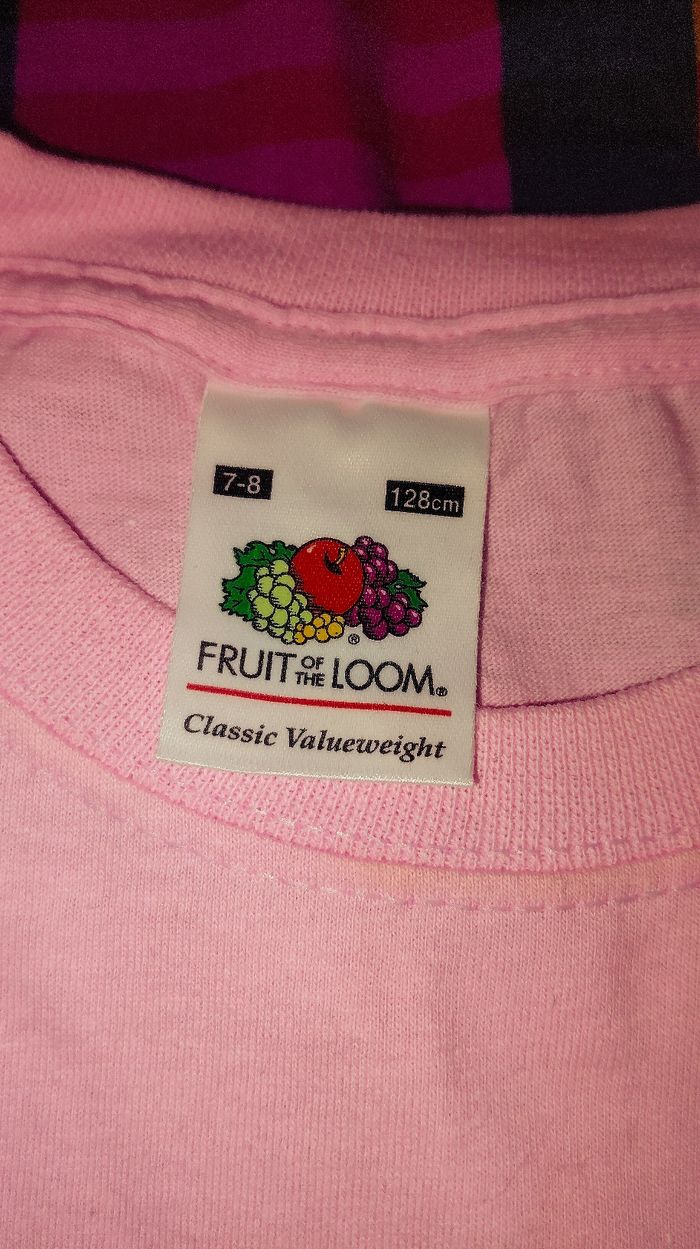 7-8
128cm
®
FRUIT OF THE LOOM®
Classic Valueweight